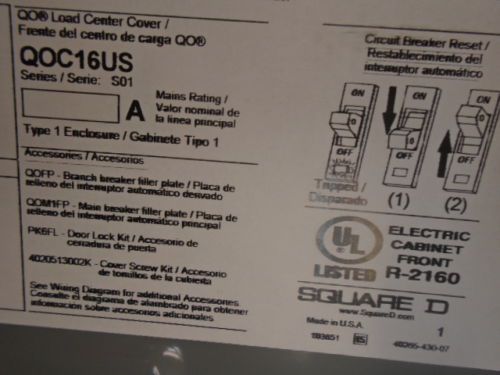 QO® Load Center Cover /
Frente del centro de carga QO®
QOC16US
Series / Serie: S01
A
Mains Rating /
Valor nominal de
la línea principal
Type 1 Enclosure / Gabinete Tipo 1
Accessories / Accesorios
QOFP - Branch breaker filler plate / Placa de
relleno del interruptor automático derivado
QOM1FP - Main breaker filler plate / Placa de
relleno del interruptor automático principal
PK6FL - Door Lock Kit / Accesorio de
cerradura de puerta
4020513002K - Cover Screw Kit / Accesorio
de tornillos de la cubierta
See Wiring Diagram for additional Accessories.
Consulte el diagrama de alambrado para obtener
información sobre accesorios adicionales
Circuit Breaker Reset /
Restablecimiento del
interruptor automático
ON
OFF
ON
OFF
ON
OFF
Tripped /
Disparado
(1)
(2)
UL
LISTED
ELECTRIC
CABINET
FRONT
R-2160
SQUARE D
www.SquareD.com
Made in U.S.A.
1
40265-430-07